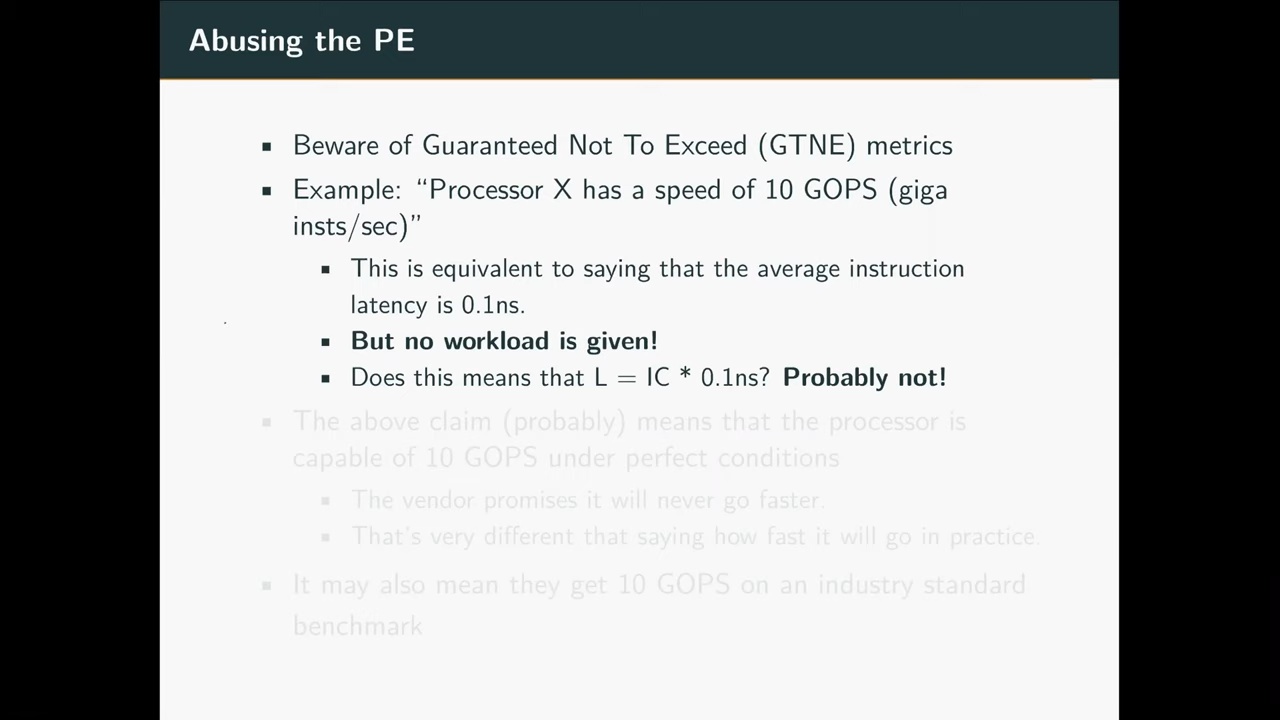 Abusing the PE
▪ Beware of Guaranteed Not To Exceed (GTNE) metrics
▪ Example: “Processor X has a speed of 10 GOPS (giga
insts/sec)”
▪ This is equivalent to saying that the average instruction
latency is 0.1ns.
▪ But no workload is given!
▪ Does this means that L = IC * 0.1ns? Probably not!
▪ The above claim (probably) means that the processor is
capable of 10 GOPS under perfect conditions
▪ The vendor promises it will never go faster.
▪ That's very different that saying how fast it will go in practice.
▪ It may also mean they get 10 GOPS on an industry standard
benchmark